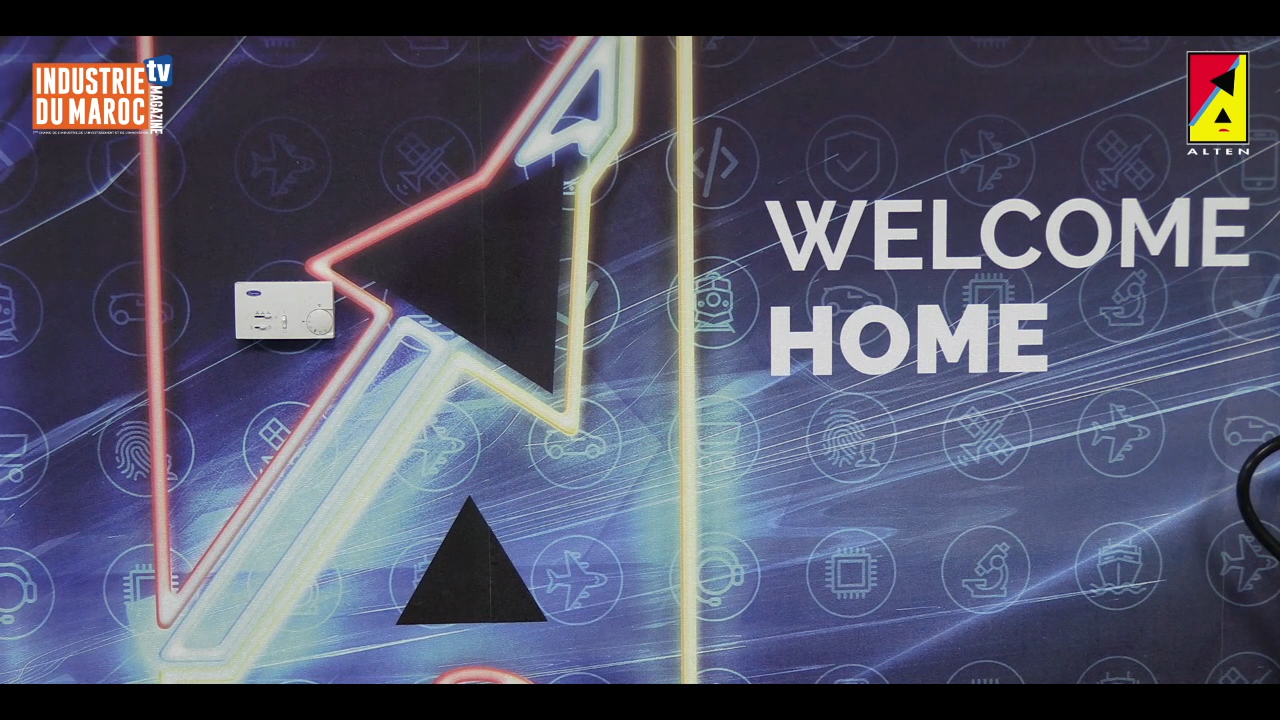 INDUSTRIE
DU MAROC
tv
MAGAZINE
ALTEN
WELCOME
HOME